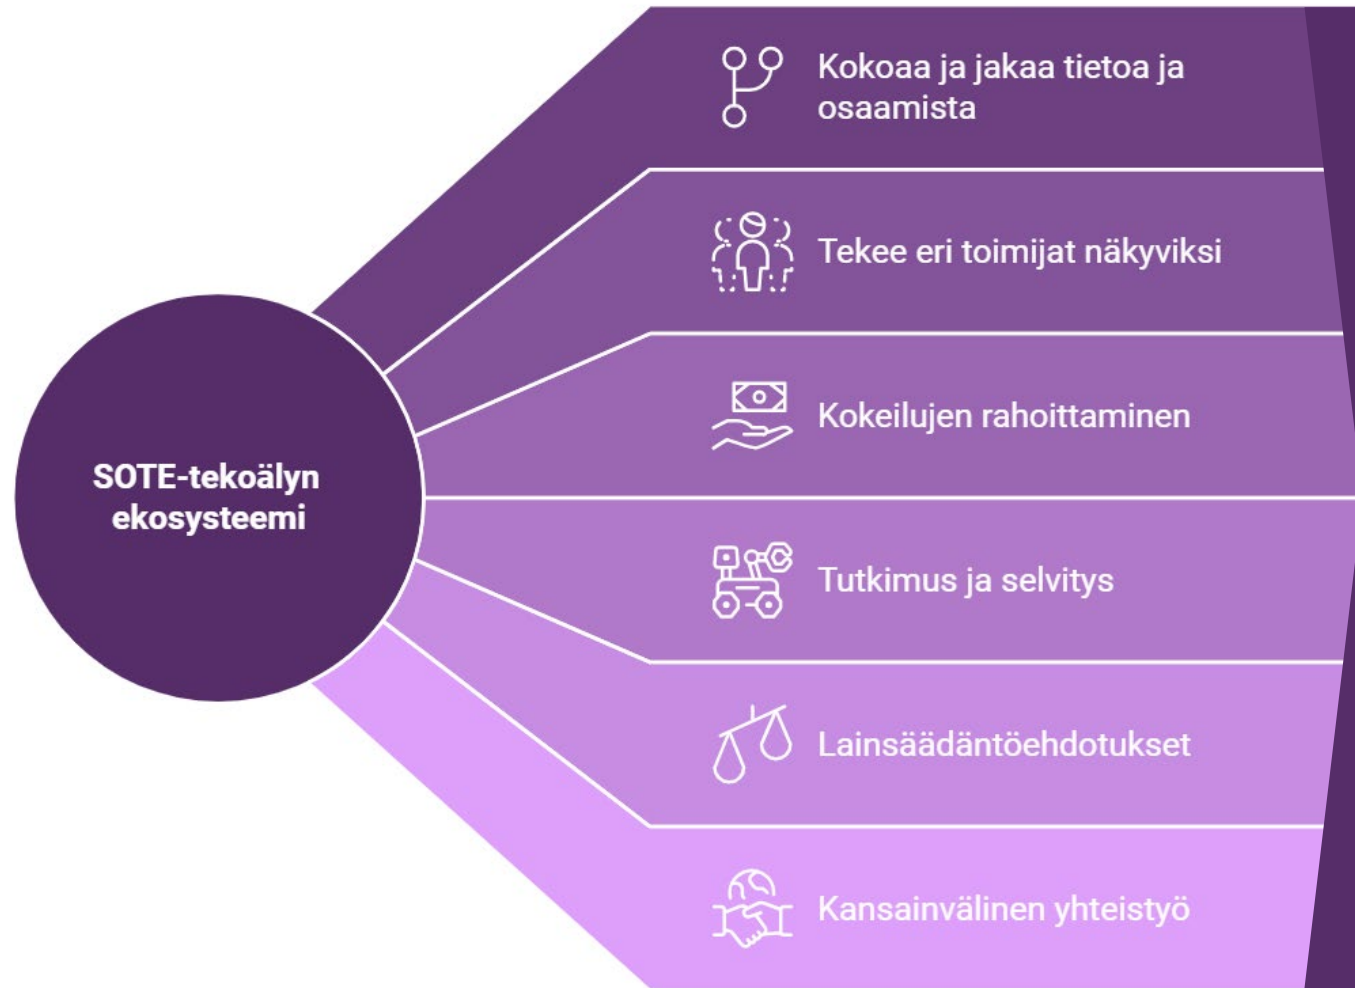 Kokoaa ja jakaa tietoa ja
osaamista
Tekee eri toimijat näkyviksi
Kokeilujen rahoittaminen
SOTE-tekoälyn
ekosysteemi
Tutkimus ja selvitys
Lainsäädäntöehdotukset
Kansainvälinen yhteistyö